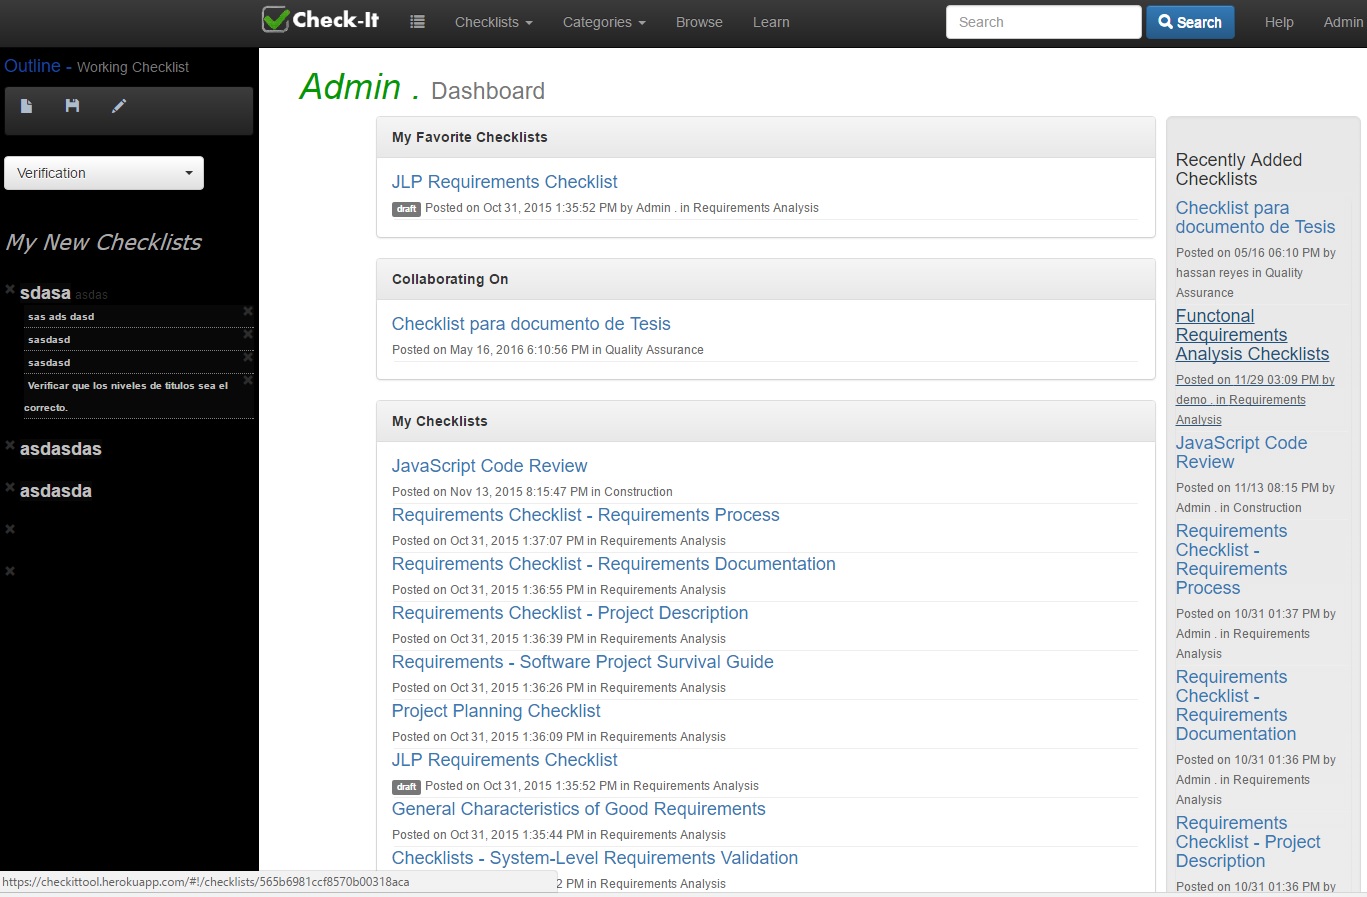 Check-It
Checklists
Categories
Browse
Learn
Search
Search
Help
Admin
Outline - Working Checklist
Verification
My New Checklists
sdasa asdas
sas ads dasd
sasdasd
sasdasd
Verificar que los niveles de titulos sea el
correcto.
asdasdas
asdasda
Admin . Dashboard
My Favorite Checklists
JLP Requirements Checklist
draft Posted on Oct 31, 2015 1:35:52 PM by Admin . in Requirements Analysis
Collaborating On
Checklist para documento de Tesis
Posted on May 16, 2016 6:10:56 PM in Quality Assurance
My Checklists
JavaScript Code Review
Posted on Nov 13, 2015 8:15:47 PM in Construction
Requirements Checklist - Requirements Process
Posted on Oct 31, 2015 1:37:07 PM in Requirements Analysis
Requirements Checklist - Requirements Documentation
Posted on Oct 31, 2015 1:36:55 PM in Requirements Analysis
Requirements Checklist - Project Description
Posted on Oct 31, 2015 1:36:39 PM in Requirements Analysis
Requirements - Software Project Survival Guide
Posted on Oct 31, 2015 1:36:26 PM in Requirements Analysis
Project Planning Checklist
Posted on Oct 31, 2015 1:36:09 PM in Requirements Analysis
JLP Requirements Checklist
draft Posted on Oct 31, 2015 1:35:52 PM in Requirements Analysis
General Characteristics of Good Requirements
Posted on Oct 31, 2015 1:35:44 PM in Requirements Analysis
Checklists - System-Level Requirements Validation
2 PM in Requirements Analysis
Recently Added
Checklists
Checklist para
documento de Tesis
Posted on 05/16 06:10 PM by
hassan reyes in Quality
Assurance
Functonal
Requirements
Analysis Checklists
Posted on 11/29 03:09 PM by
demo . in Requirements
Analysis
JavaScript Code
Review
Posted on 11/13 08:15 PM by
Admin . in Construction
Requirements
Checklist -
Requirements
Process
Posted on 10/31 01:37 PM by
Admin . in Requirements
Analysis
Requirements
Checklist -
Requirements
Documentation
Posted on 10/31 01:36 PM by
Admin . in Requirements
Analysis
Requirements
Checklist - Project
Description
Posted on 10/31 01:36 PM by
https://checkittool.herokuapp.com/#!/checklists/565b6981ccf8570b00318aca